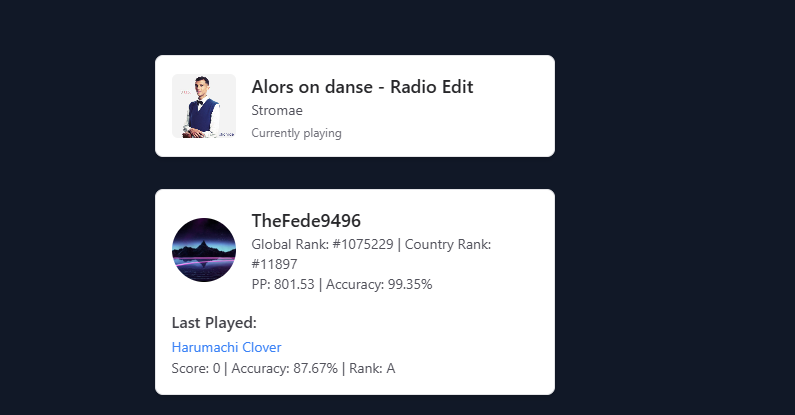 Alors on danse - Radio Edit
Stromae
Currently playing
TheFede9496
Global Rank: #1075229 | Country Rank:
#11897
PP: 801.53 | Accuracy: 99.35%
Last Played:
Harumachi Clover
Score: 0 | Accuracy: 87.67% | Rank: A